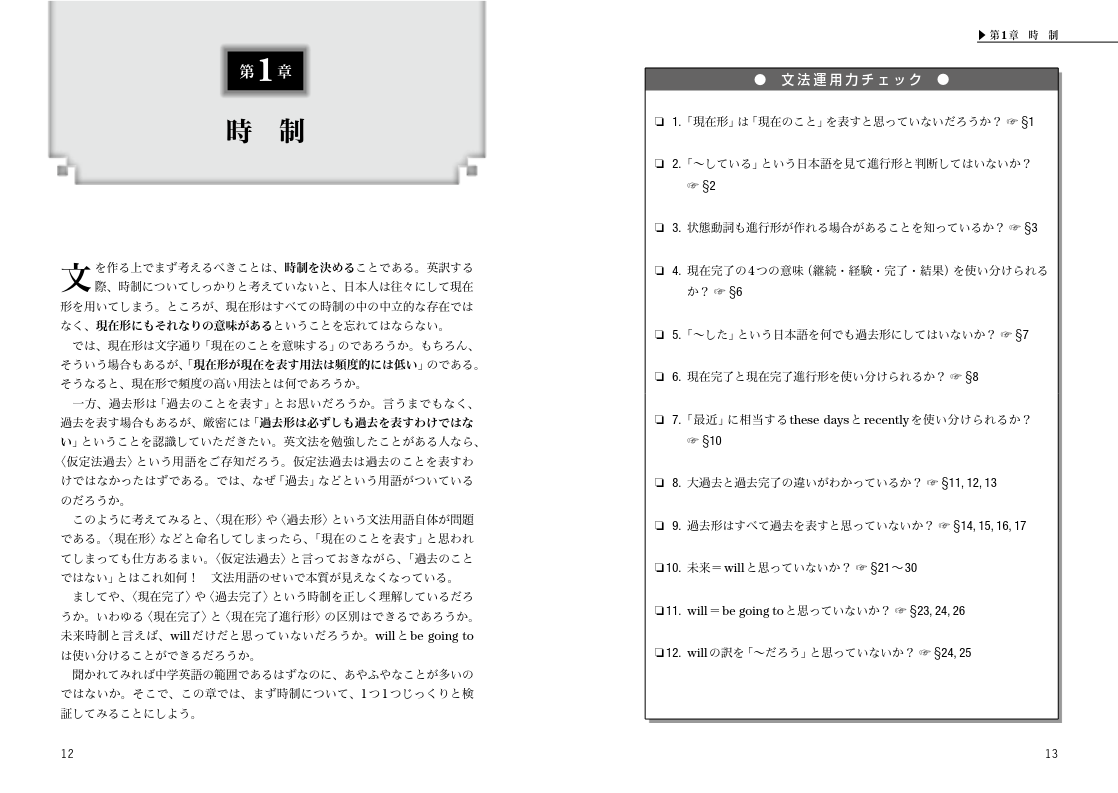 第1章
時 制
文を作る上でまず考えるべきことは、時制を決めることである。英訳する
際、時制についてしっかりと考えていないと、日本人は往々にして現在
形を用いてしまう。ところが、現在形はすべての時制の中の中立的な存在では
なく、現在形にもそれなりの意味があるということを忘れてはならない。
では、現在形は文字通り「現在のことを意味する」のであろうか。もちろん、
そういう場合もあるが、「現在形が現在を表す用法は頻度的には低い」のである。
そうなると、現在形で頻度の高い用法とは何であろうか。
一方、過去形は「過去のことを表す」とお思いだろうか。言うまでもなく、
過去を表す場合もあるが、厳密には「過去形は必ずしも過去を表すわけではな
い」ということを認識していただきたい。英文法を勉強したことがある人なら、
〈仮定法過去〉という用語をご存知だろう。仮定法過去は過去のことを表すわ
けではなかったはずである。では、なぜ「過去」などという用語がついている
のだろうか。
このように考えてみると、〈現在形〉や〈過去形〉という文法用語自体が問題
である。〈現在形〉などと命名してしまったら、「現在のことを表す」と思われ
てしまっても仕方あるまい。〈仮定法過去〉と言っておきながら、「過去のこと
ではない」とはこれ如何！ 文法用語のせいで本質が見えなくなっている。
ましてや、〈現在完了〉や〈過去完了〉という時制を正しく理解しているだろ
うか。いわゆる〈現在完了〉と〈現在完了進行形〉の区別はできるであろうか。
未来時制と言えば、willだけだと思っていないだろうか。willとbe going to
は使い分けることができるだろうか。
聞かれてみれば中学英語の範囲であるはずなのに、あやふやなことが多いの
ではないか。そこで、この章では、まず時制について、1つ1つじっくりと検
証してみることにしよう。
12
▶第1章 時 制
● 文法運用力チェック ●
❏ 1.「現在形」は「現在のこと」を表すと思っていないだろうか？ ☞ §1
❏ 2.「〜している」という日本語を見て進行形と判断してはいないか？
☞ §2
❏ 3. 状態動詞も進行形が作れる場合があることを知っているか？ ☞ §3
❏ 4. 現在完了の4つの意味（継続・経験・完了・結果）を使い分けられる
か？ ☞ §6
❏ 5.「〜した」という日本語を何でも過去形にしてはいないか？ ☞ §7
❏ 6. 現在完了と現在完了進行形を使い分けられるか？ ☞ §8
❏ 7.「最近」に相当するthese daysとrecentlyを使い分けられるか？
☞ §10
❏ 8. 大過去と過去完了の違いがわかっているか？ ☞ §11, 12, 13
❏ 9. 過去形はすべて過去を表すと思っていないか？ ☞ §14, 15, 16, 17
❏10. 未来＝willと思っていないか？ ☞ §21〜30
❏11. will＝be going toと思っていないか？ ☞ §23, 24, 26
❏12. willの訳を「〜だろう」と思っていないか？ ☞ §24, 25
13